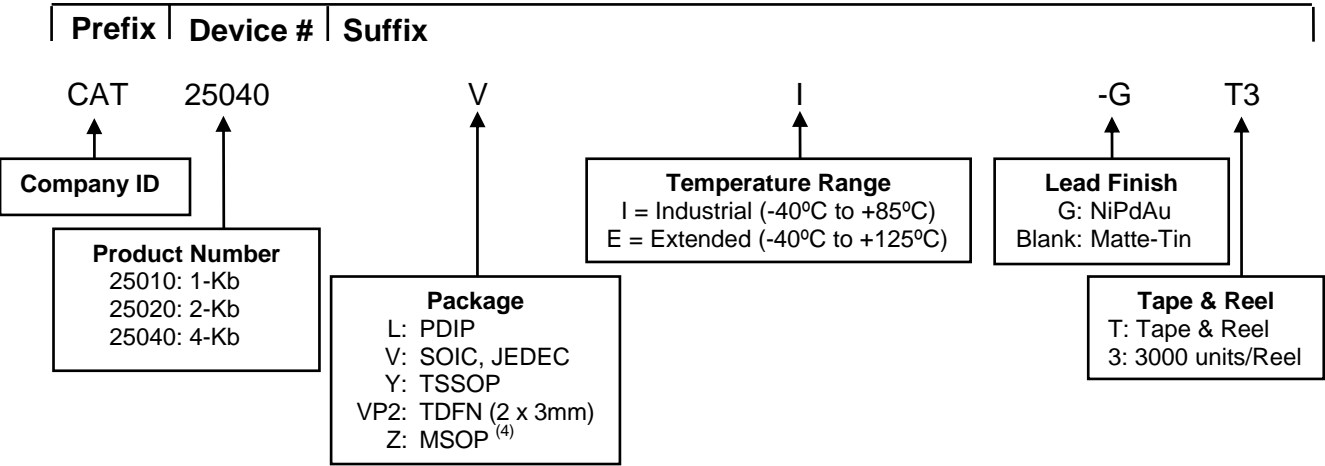 Prefix Device # Suffix
CAT 25040 V I -G T3
Company ID
Product Number
25010: 1-Kb
25020: 2-Kb
25040: 4-Kb
Package
L: PDIP
V: SOIC, JEDEC
Y: TSSOP
VP2: TDFN (2 x 3mm)
Z: MSOP (4)
Temperature Range
I = Industrial (-40ºC to +85ºC)
E = Extended (-40ºC to +125ºC)
Lead Finish
G: NiPdAu
Blank: Matte-Tin
Tape & Reel
T: Tape & Reel
3: 3000 units/Reel